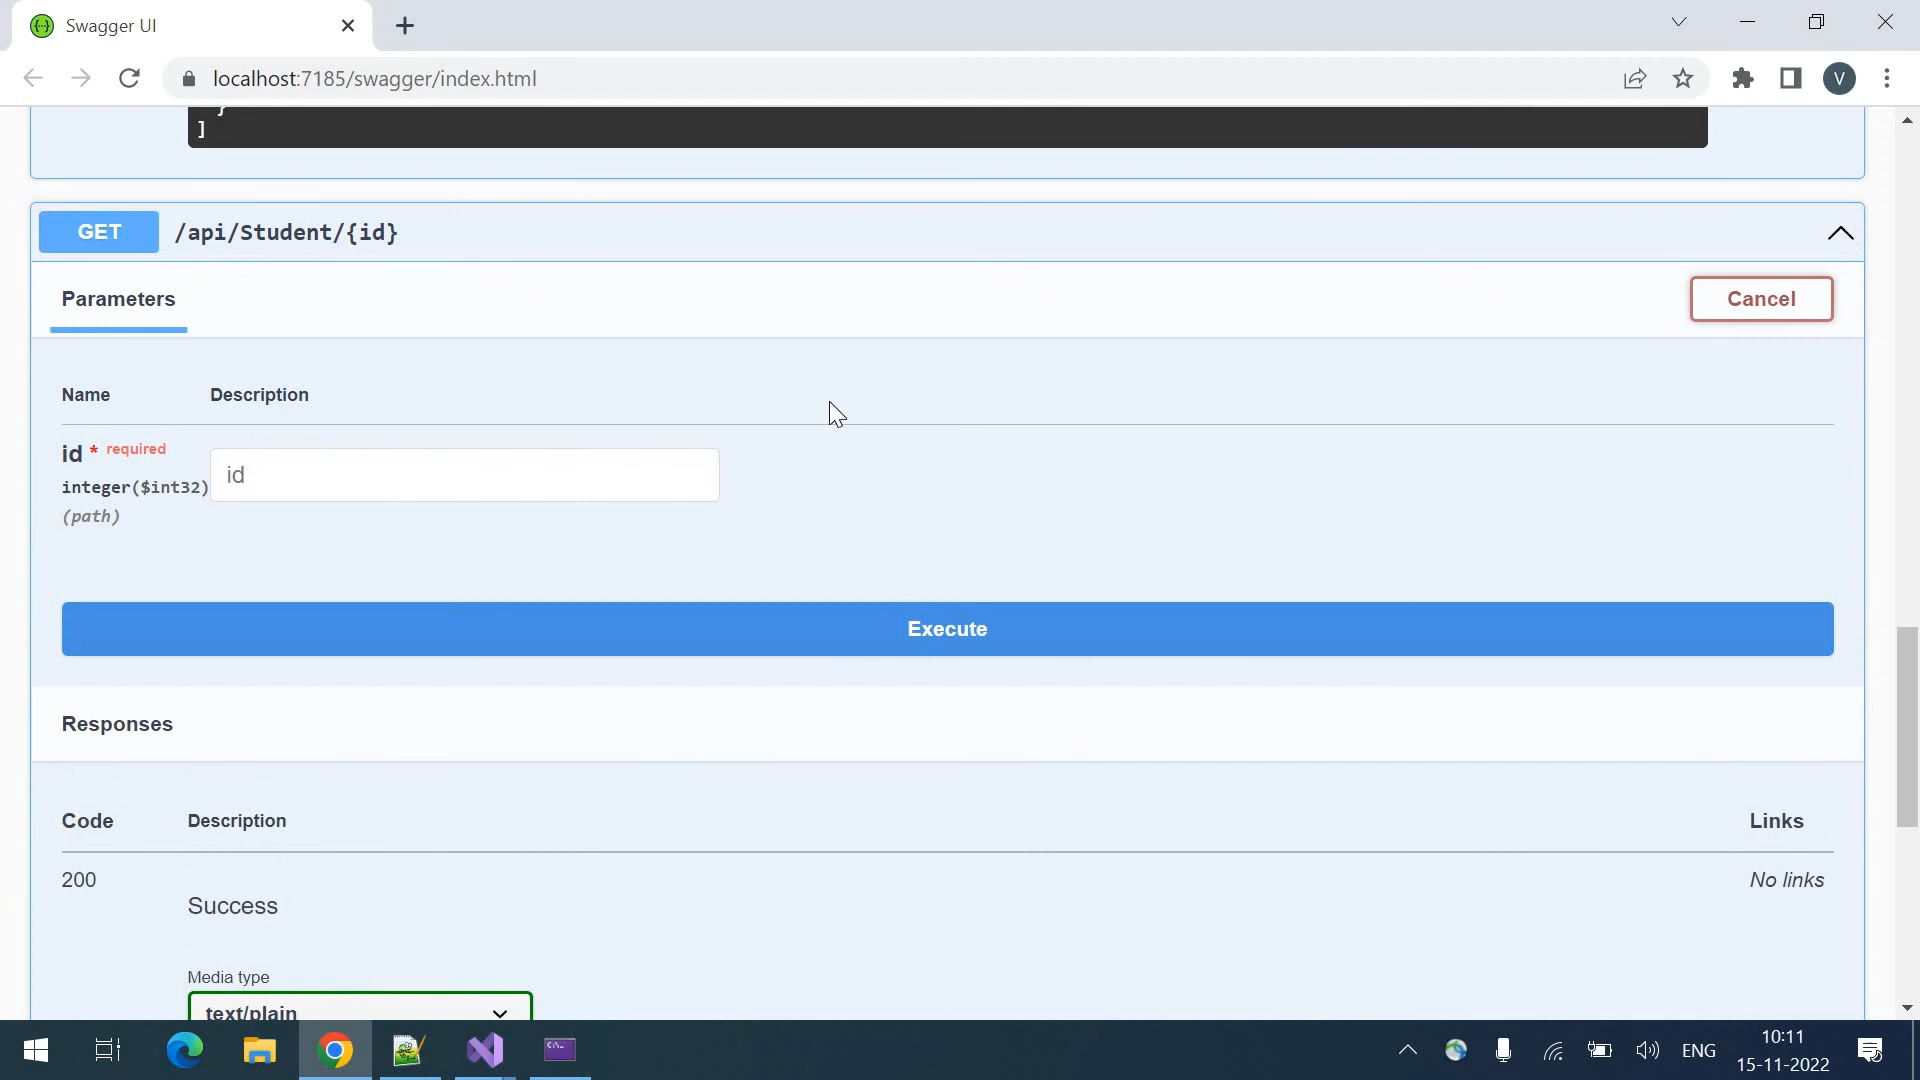 Swagger UI
localhost:7185/swagger/index.html
V
}
]
GET /api/Student/{id}
Parameters
Cancel
Name Description
id * required
integer($int32)
(path)
id
Execute
Responses
Code Description Links
200 No links
Success
Media type
text/plain
ENG
10:11
15-11-2022